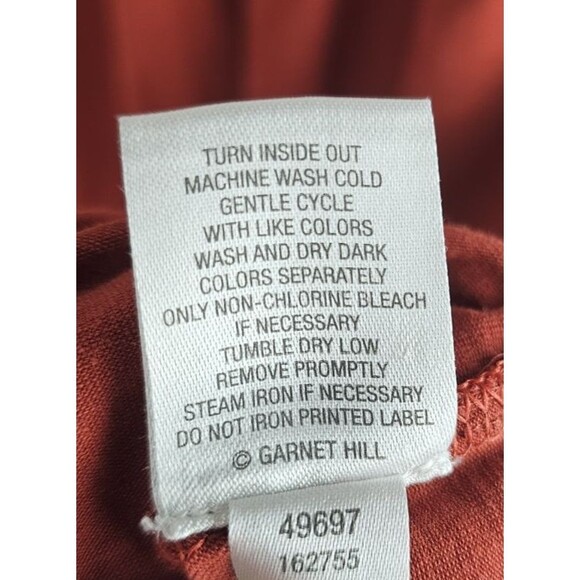 TURN INSIDE OUT
MACHINE WASH COLD
GENTLE CYCLE
WITH LIKE COLORS
WASH AND DRY DARK
COLORS SEPARATELY
ONLY NON-CHLORINE BLEACH
IF NECESSARY
TUMBLE DRY LOW
REMOVE PROMPTLY
STEAM IRON IF NECESSARY
DO NOT IRON PRINTED LABEL
© GARNET HILL
49697
162755